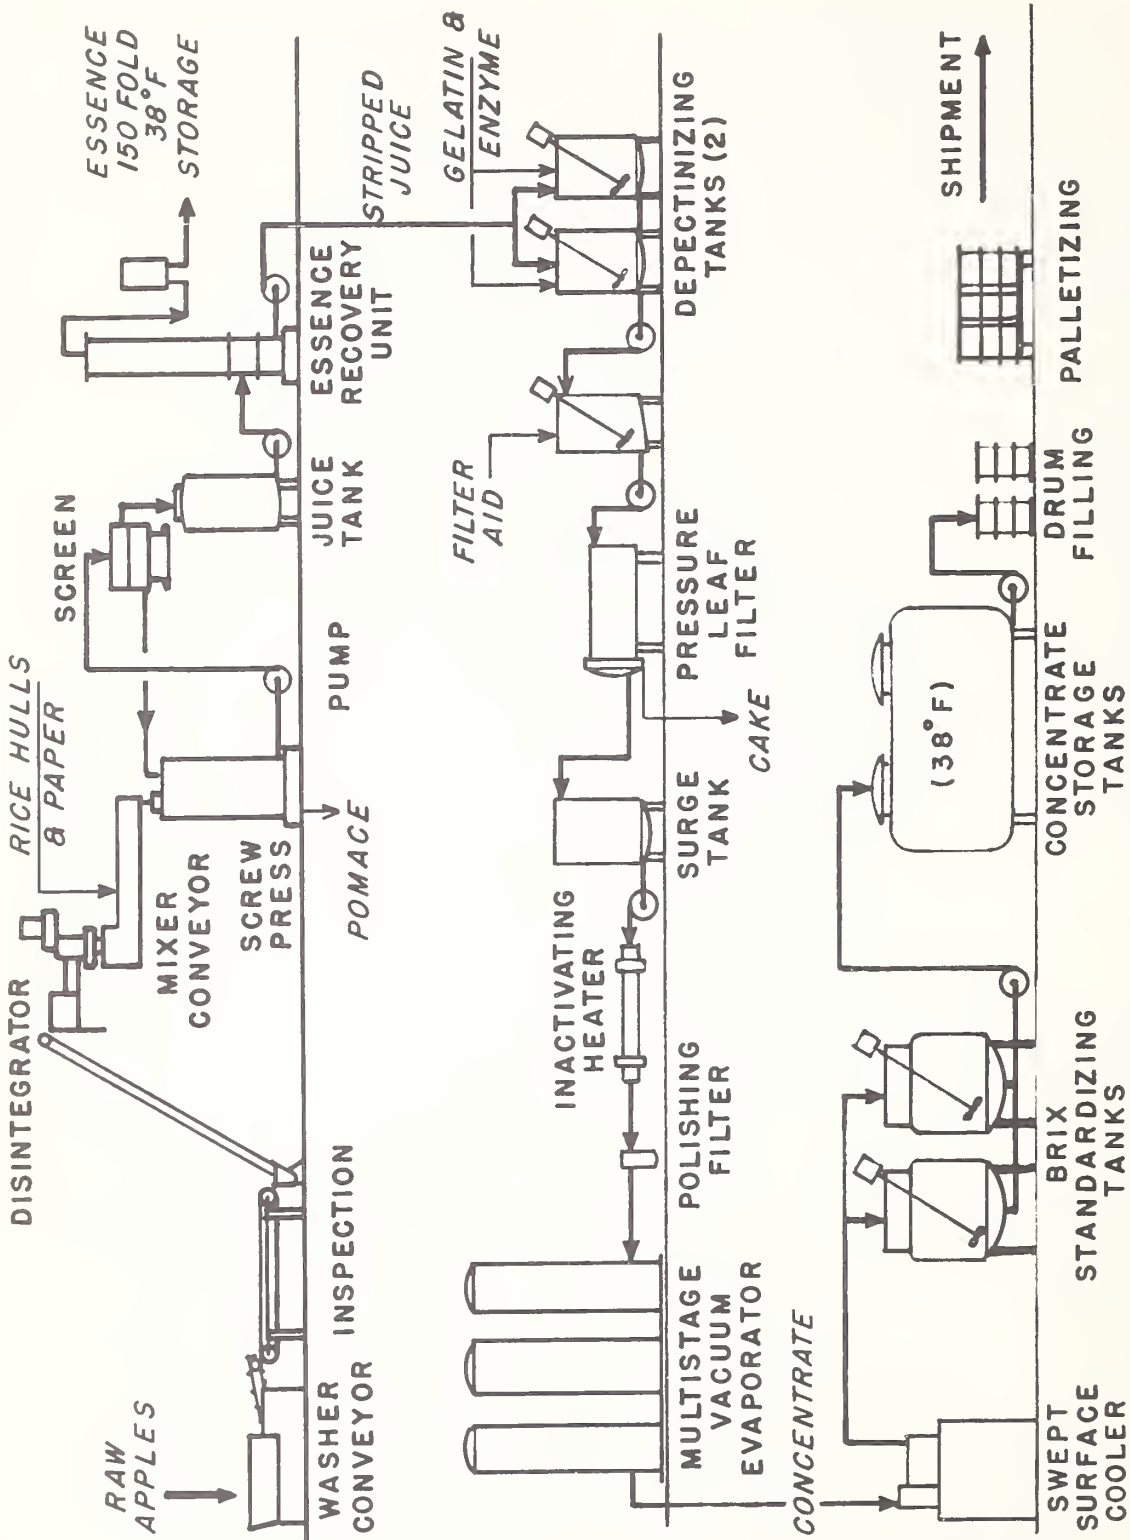 RAW
APPLES
WASHER
CONVEYOR
INSPECTION
DISINTEGRATOR
RICE HULLS
& PAPER
MIXER
CONVEYOR
SCREW
PRESS
POMACE
PUMP
SCREEN
JUICE
TANK
ESSENCE
RECOVERY
UNIT
ESSENCE
150 FOLD
38°F
STORAGE
STRIPPED
JUICE
GELATIN &
ENZYME
DEPECTINIZING
TANKS (2)
FILTER
AID
PRESSURE
LEAF
FILTER
CAKE
SURGE
TANK
INACTIVATING
HEATER
POLISHING
FILTER
MULTISTAGE
VACUUM
EVAPORATOR
CONCENTRATE
SWEPT
SURFACE
COOLER
BRIX
STANDARDIZING
TANKS
(38°F)
CONCENTRATE
STORAGE
TANKS
DRUM
FILLING
PALLETIZING
SHIPMENT